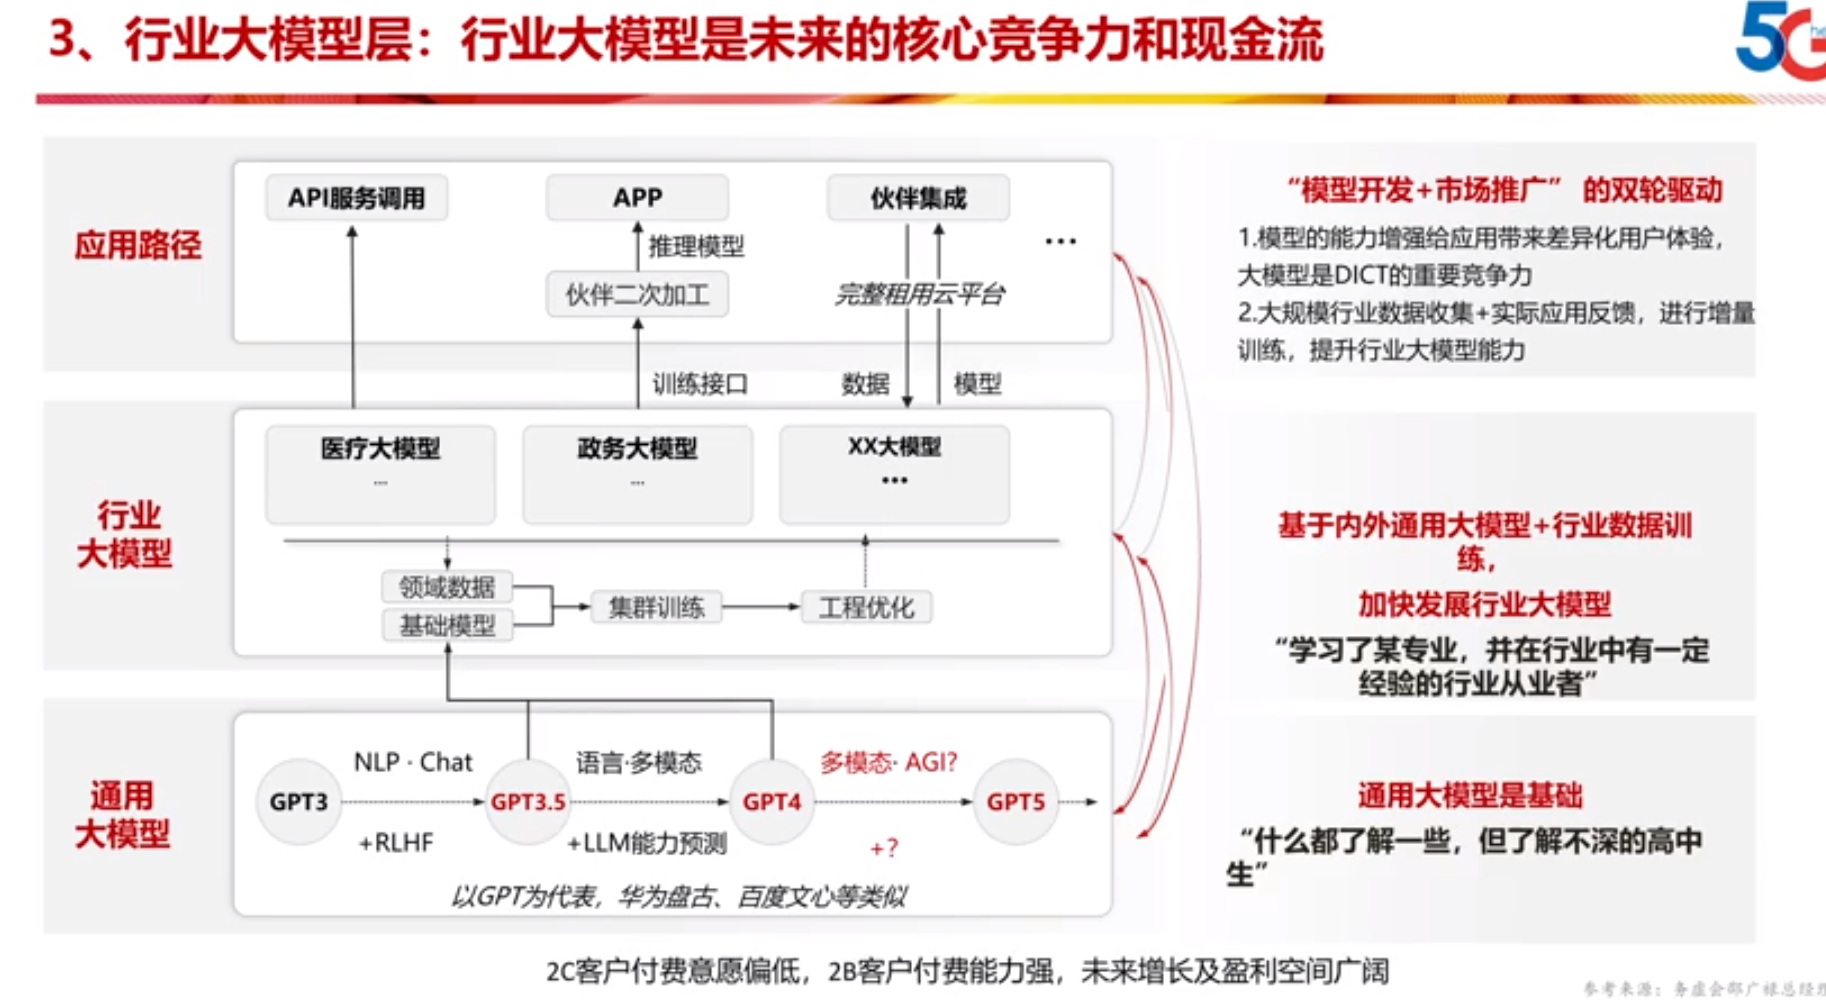 3、行业大模型层：行业大模型是未来的核心竞争力和现金流
5G
应用路径
API服务调用
APP
伙伴集成
推理模型
伙伴二次加工
完整租用云平台
...
训练接口
数据
模型
“模型开发+市场推广” 的双轮驱动
1.模型的能力增强给应用带来差异化用户体验，
大模型是DICT的重要竞争力
2.大规模行业数据收集+实际应用反馈，进行增量
训练，提升行业大模型能力
行业
大模型
医疗大模型
...
政务大模型
...
XX大模型
...
领域数据
基础模型
集群训练
工程优化
基于内外通用大模型+行业数据训
练，
加快发展行业大模型
“学习了某专业，并在行业中有一定
经验的行业从业者”
通用
大模型
NLP · Chat
语言·多模态
多模态· AGI?
GPT3
GPT3.5
GPT4
GPT5
+RLHF
+LLM能力预测
+?
以GPT为代表，华为盘古、百度文心等类似
通用大模型是基础
“什么都了解一些，但了解不深的高中
生”
2C客户付费意愿偏低，2B客户付费能力强，未来增长及盈利空间广阔
参考来源：务虚会邵广禄总经理